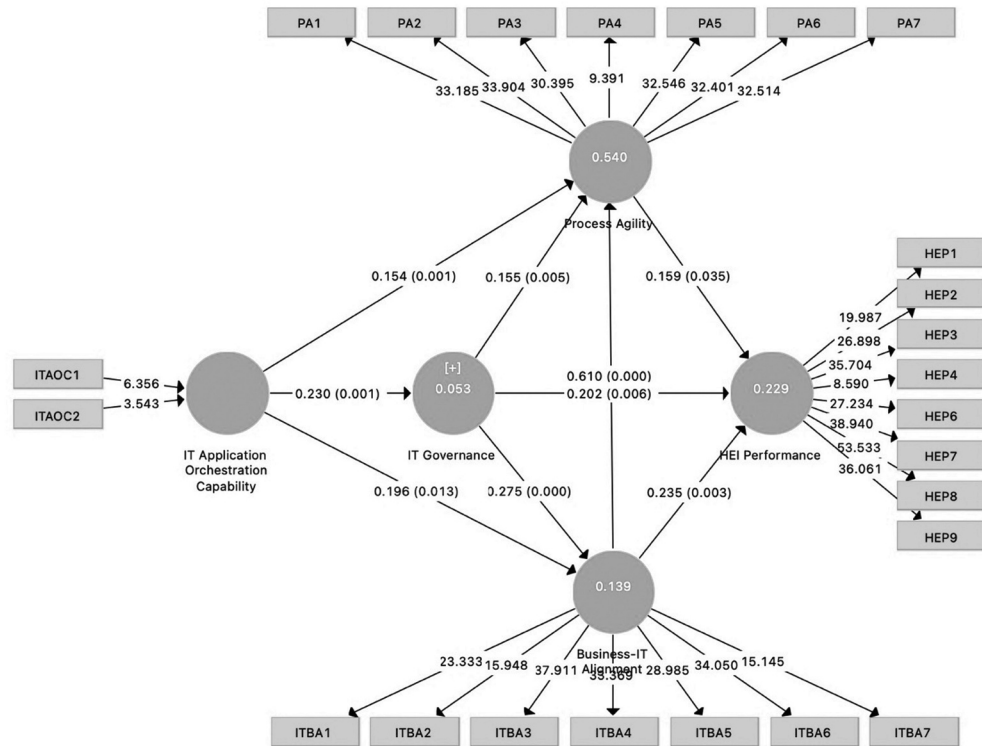 PA1 PA2 PA3 PA4 PA5 PA6 PA7
33.185 33.904 30.395 9.391 32.546 32.401 32.514
0.540
Process Agility
0.154 (0.001) 0.155 (0.005) 0.159 (0.035)
HEP1
HEP2
HEP3
HEP4
HEP6
HEP7
HEP8
HEP9
19.987
26.898
35.704
8.590
27.234
38.940
53.533
36.061
ITAOC1
ITAOC2
6.356
3.543
IT Application
Orchestration
Capability
0.230 (0.001)
[+]
0.053
IT Governance
0.610 (0.000)
0.202 (0.006)
0.229
HEI Performance
0.196 (0.013) 0.275 (0.000) 0.235 (0.003)
0.139
Business-IT
Alignment
23.333 15.948 37.911 33.369 28.985 34.050 15.145
ITBA1 ITBA2 ITBA3 ITBA4 ITBA5 ITBA6 ITBA7